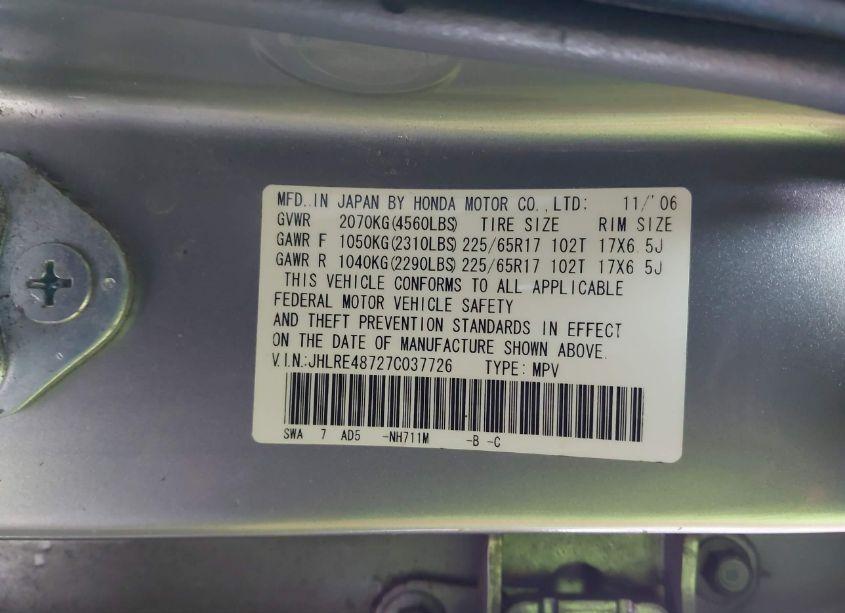 MFD. IN JAPAN BY HONDA MOTOR CO., LTD: 11/'06
GVWR 2070KG(4560LBS) TIRE SIZE RIM SIZE
GAWR F 1050KG(2310LBS) 225/65R17 102T 17X6.5J
GAWR R 1040KG(2290LBS) 225/65R17 102T 17X6.5J
THIS VEHICLE CONFORMS TO ALL APPLICABLE
FEDERAL MOTOR VEHICLE SAFETY
AND THEFT PREVENTION STANDARDS IN EFFECT
ON THE DATE OF MANUFACTURE SHOWN ABOVE.
V.I.N.:JHLRE48727C037726 TYPE: MPV
SWA 7 AD5 -NH711M -B -C